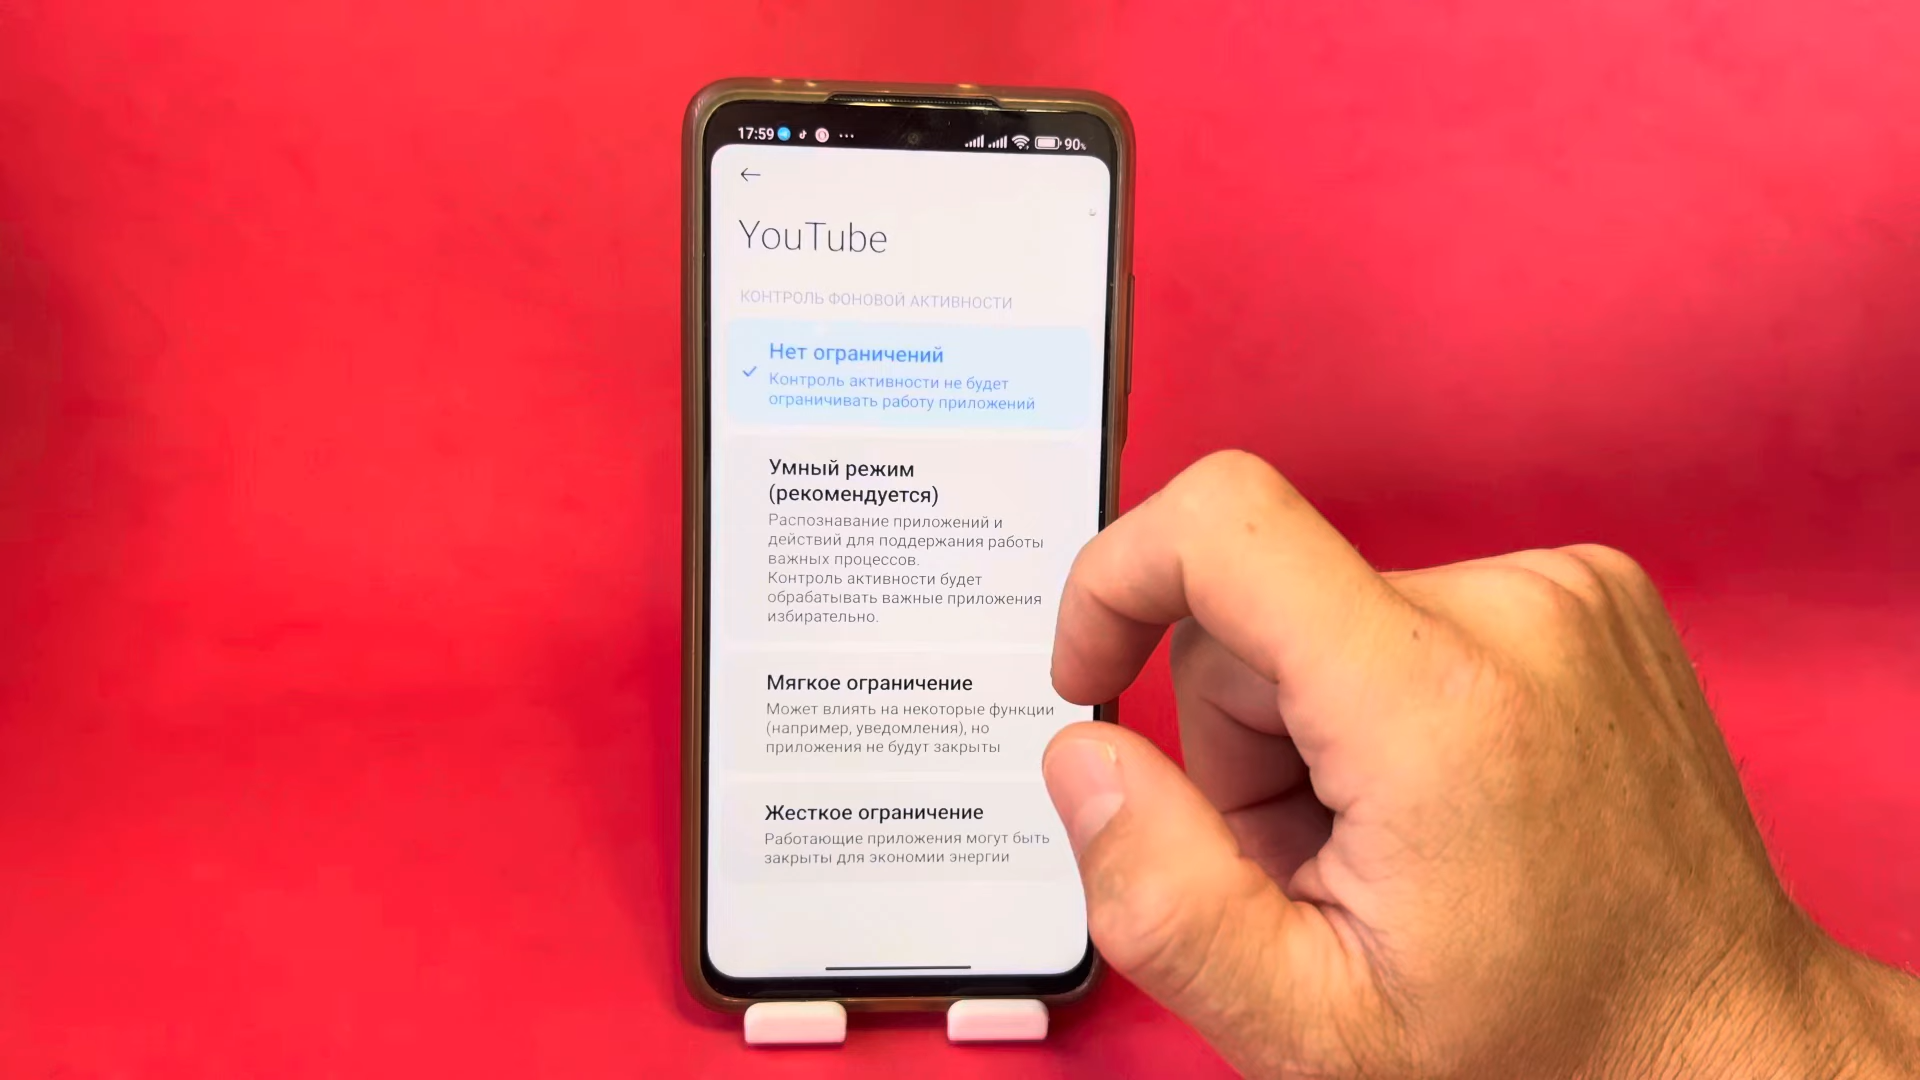 17:59
90%
YouTube
КОНТРОЛЬ ФОНОВОЙ АКТИВНОСТИ
Нет ограничений
Контроль активности не будет
ограничивать работу приложений
Умный режим
(рекомендуется)
Распознавание приложений и
действий для поддержания работы
важных процессов.
Контроль активности будет
обрабатывать важные приложения
избирательно.
Мягкое ограничение
Может влиять на некоторые функции
(например, уведомления), но
приложения не будут закрыты
Жесткое ограничение
Работающие приложения могут быть
закрыты для экономии энергии